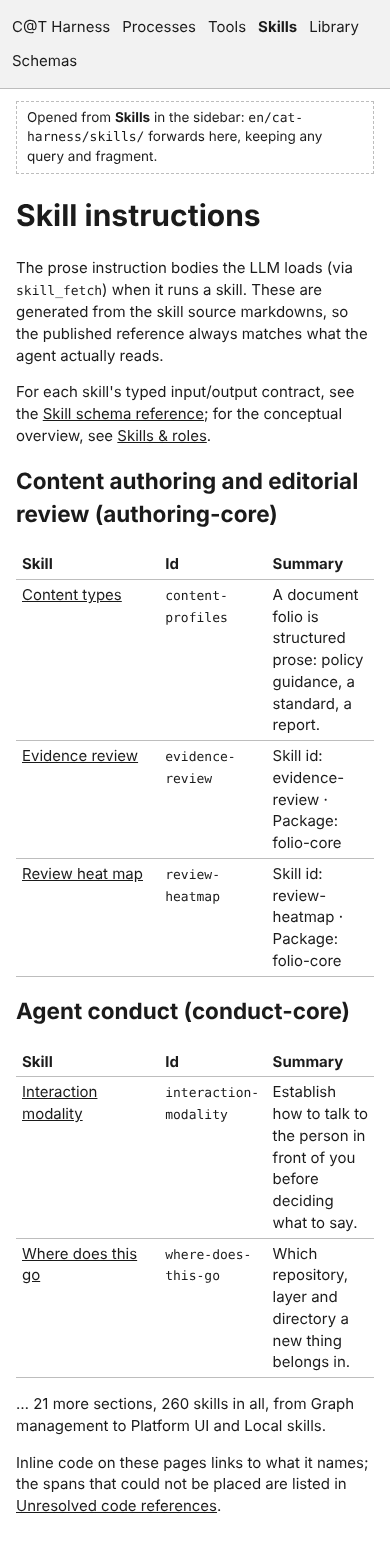 C@T Harness Processes Tools Skills Library
Schemas
Opened from Skills in the sidebar: en/cat-
harness/skills/ forwards here, keeping any
query and fragment.
Skill instructions
The prose instruction bodies the LLM loads (via
skill_fetch) when it runs a skill. These are
generated from the skill source markdowns, so
the published reference always matches what the
agent actually reads.
For each skill's typed input/output contract, see
the Skill schema reference; for the conceptual
overview, see Skills & roles.
Content authoring and editorial
review (authoring-core)
Skill Id Summary
Content types content- A document
profiles folio is
structured
prose: policy
guidance, a
standard, a
report.
Evidence review evidence- Skill id:
review evidence-
review ·
Package:
folio-core
Review heat map review- Skill id:
heatmap review-
heatmap ·
Package:
folio-core
Agent conduct (conduct-core)
Skill Id Summary
Interaction interaction- Establish
modality modality how to talk to
the person in
front of you
before
deciding
what to say.
Where does this where-does- Which
go this-go repository,
layer and
directory a
new thing
belongs in.
... 21 more sections, 260 skills in all, from Graph
management to Platform UI and Local skills.
Inline code on these pages links to what it names;
the spans that could not be placed are listed in
Unresolved code references.